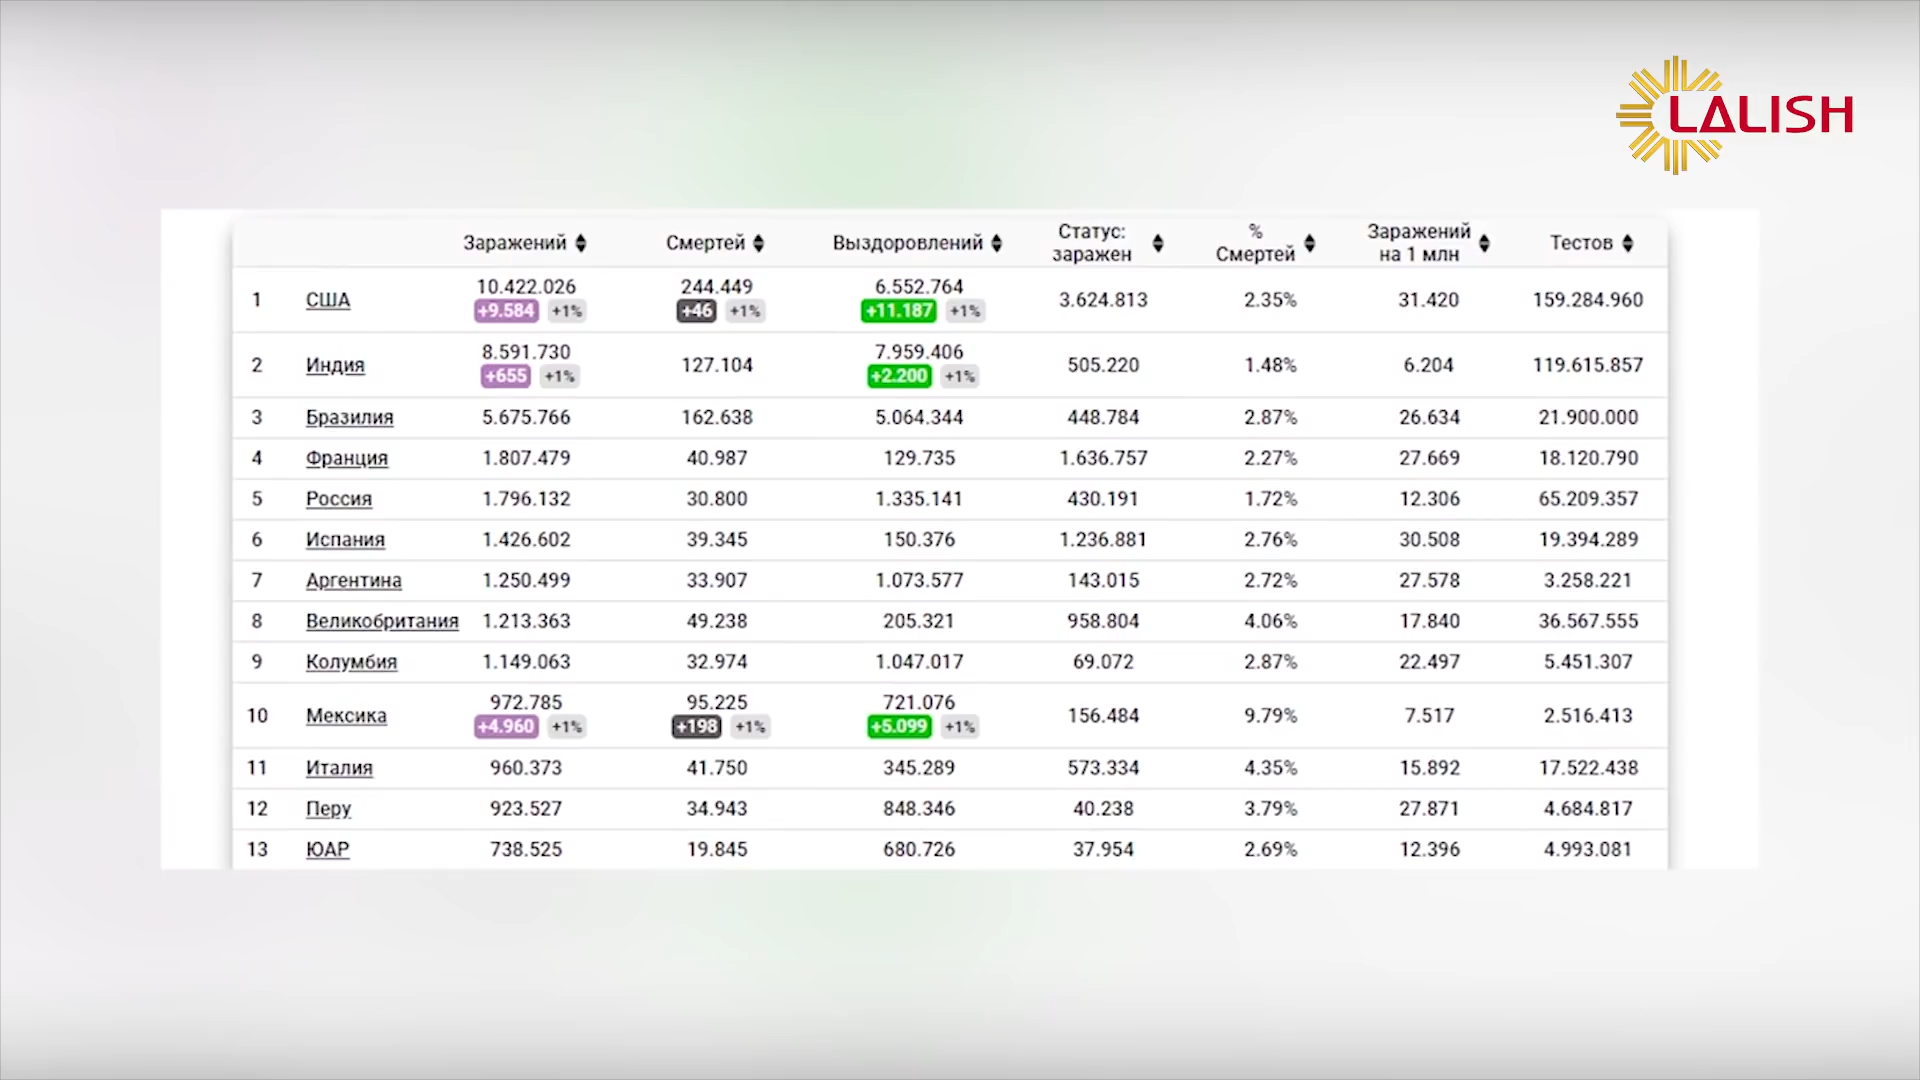 LALISH
Заражений Смертей Выздоровлений Статус: заражен % Смертей Заражений на 1 млн Тестов
1 США 10.422.026 +9.584 +1% 244.449 +46 +1% 6.552.764 +11.187 +1% 3.624.813 2.35% 31.420 159.284.960
2 Индия 8.591.730 +655 +1% 127.104 7.959.406 +2.200 +1% 505.220 1.48% 6.204 119.615.857
3 Бразилия 5.675.766 162.638 5.064.344 448.784 2.87% 26.634 21.900.000
4 Франция 1.807.479 40.987 129.735 1.636.757 2.27% 27.669 18.120.790
5 Россия 1.796.132 30.800 1.335.141 430.191 1.72% 12.306 65.209.357
6 Испания 1.426.602 39.345 150.376 1.236.881 2.76% 30.508 19.394.289
7 Аргентина 1.250.499 33.907 1.073.577 143.015 2.72% 27.578 3.258.221
8 Великобритания 1.213.363 49.238 205.321 958.804 4.06% 17.840 36.567.555
9 Колумбия 1.149.063 32.974 1.047.017 69.072 2.87% 22.497 5.451.307
10 Мексика 972.785 +4.960 +1% 95.225 +198 +1% 721.076 +5.099 +1% 156.484 9.79% 7.517 2.516.413
11 Италия 960.373 41.750 345.289 573.334 4.35% 15.892 17.522.438
12 Перу 923.527 34.943 848.346 40.238 3.79% 27.871 4.684.817
13 ЮАР 738.525 19.845 680.726 37.954 2.69% 12.396 4.993.081